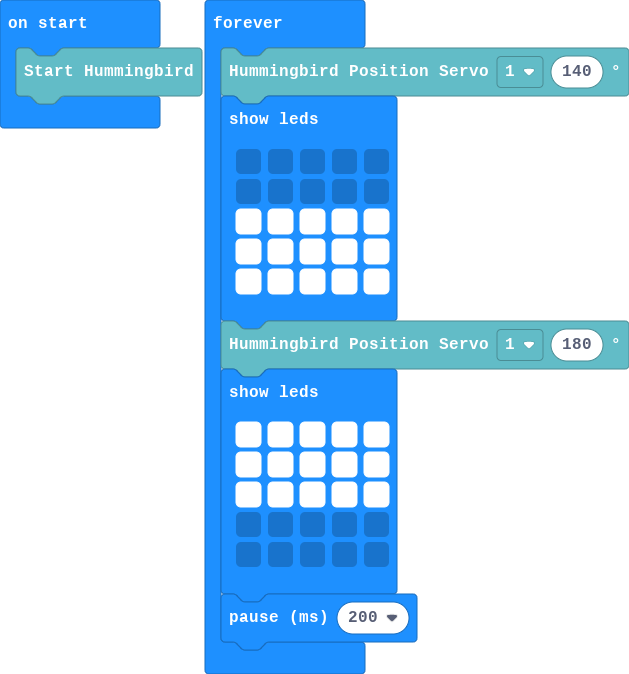 on start
Start Hummingbird
forever
Hummingbird Position Servo 1 140 °
show leds
Hummingbird Position Servo 1 180 °
show leds
pause (ms) 200